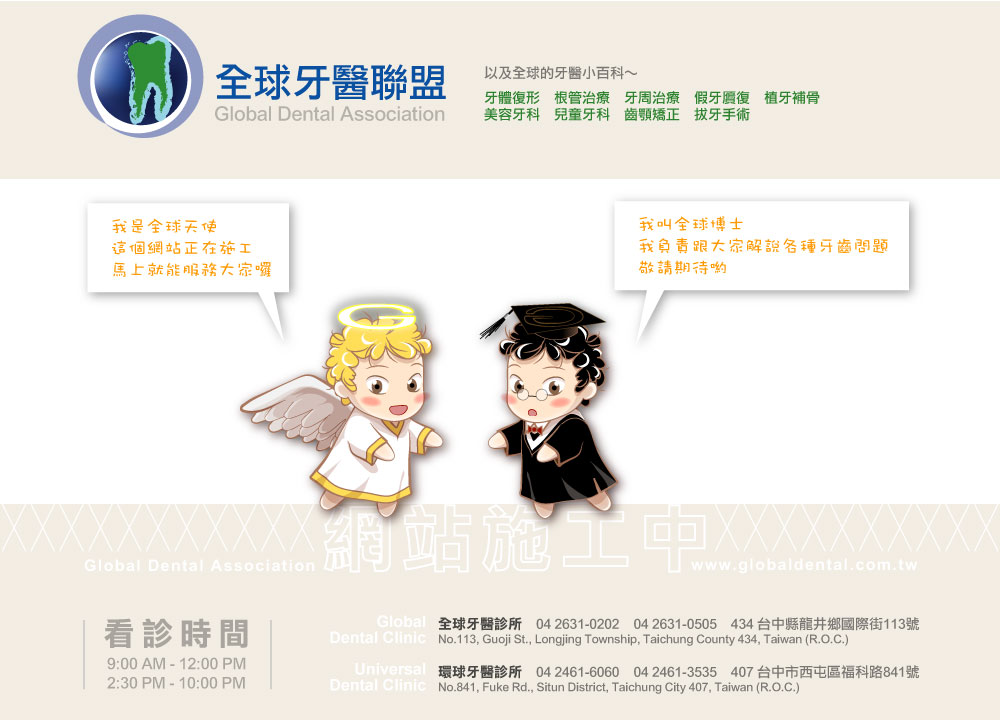 全球牙醫聯盟
Global Dental Association
以及全球的牙醫小百科～
牙體復形 根管治療 牙周治療 假牙贋復 植牙補骨
美容牙科 兒童牙科 齒顎矯正 拔牙手術
我是全球天使
這個網站正在施工
馬上就能服務大家囉
我叫全球博士
我負責跟大家解說各種牙齒問題
敬請期待喲
網站施工中
Global Dental Association
www.globaldental.com.tw
看診時間
9:00 AM - 12:00 PM
2:30 PM - 10:00 PM
Global
Dental Clinic
全球牙醫診所 04 2631-0202 04 2631-0505 434 台中縣龍井鄉國際街113號
No.113, Guoji St., Longjing Township, Taichung County 434, Taiwan (R.O.C.)
Universal
Dental Clinic
環球牙醫診所 04 2461-6060 04 2461-3535 407 台中市西屯區福科路841號
No.841, Fuke Rd., Situn District, Taichung City 407, Taiwan (R.O.C.)